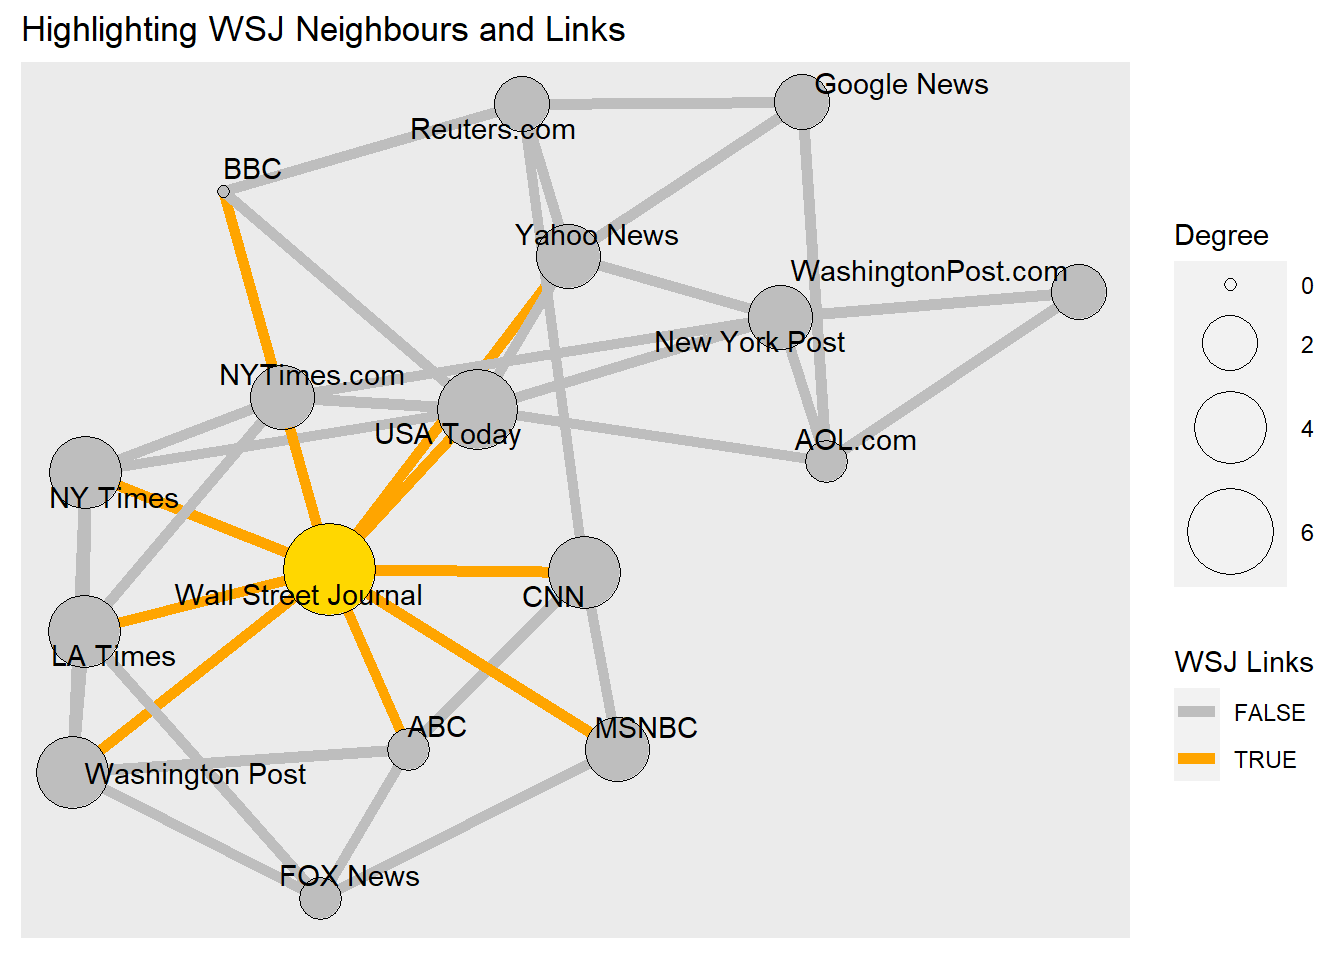 Highlighting WSJ Neighbours and Links
Google News
Reuters.com
BBC
Yahoo News
WashingtonPost.com
New York Post
NYTimes.com
USA Today
AOL.com
NY Times
Wall Street Journal
CNN
LA Times
ABC
MSNBC
Washington Post
FOX News
Degree
0
2
4
6
WSJ Links
FALSE
TRUE